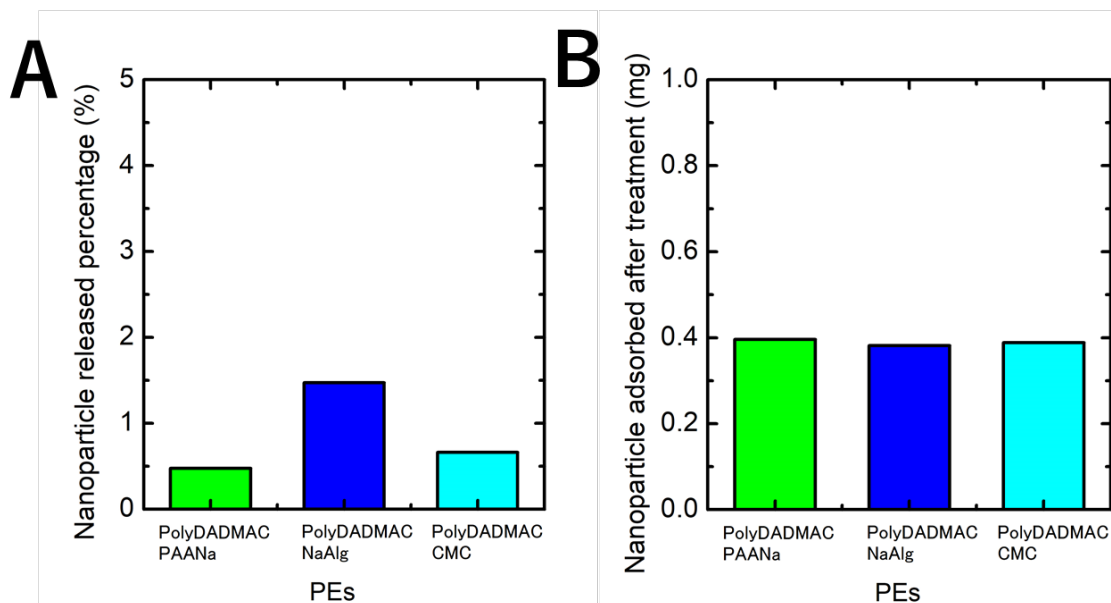 A
Nanoparticle released percentage (%)
5
4
3
2
1
0
PolyDADMAC
PAANa
PolyDADMAC
NaAlg
PolyDADMAC
CMC
PEs
B
Nanoparticle adsorbed after treatment (mg)
1.0
0.8
0.6
0.4
0.2
0.0
PolyDADMAC
PAANa
PolyDADMAC
NaAlg
PolyDADMAC
CMC
PEs